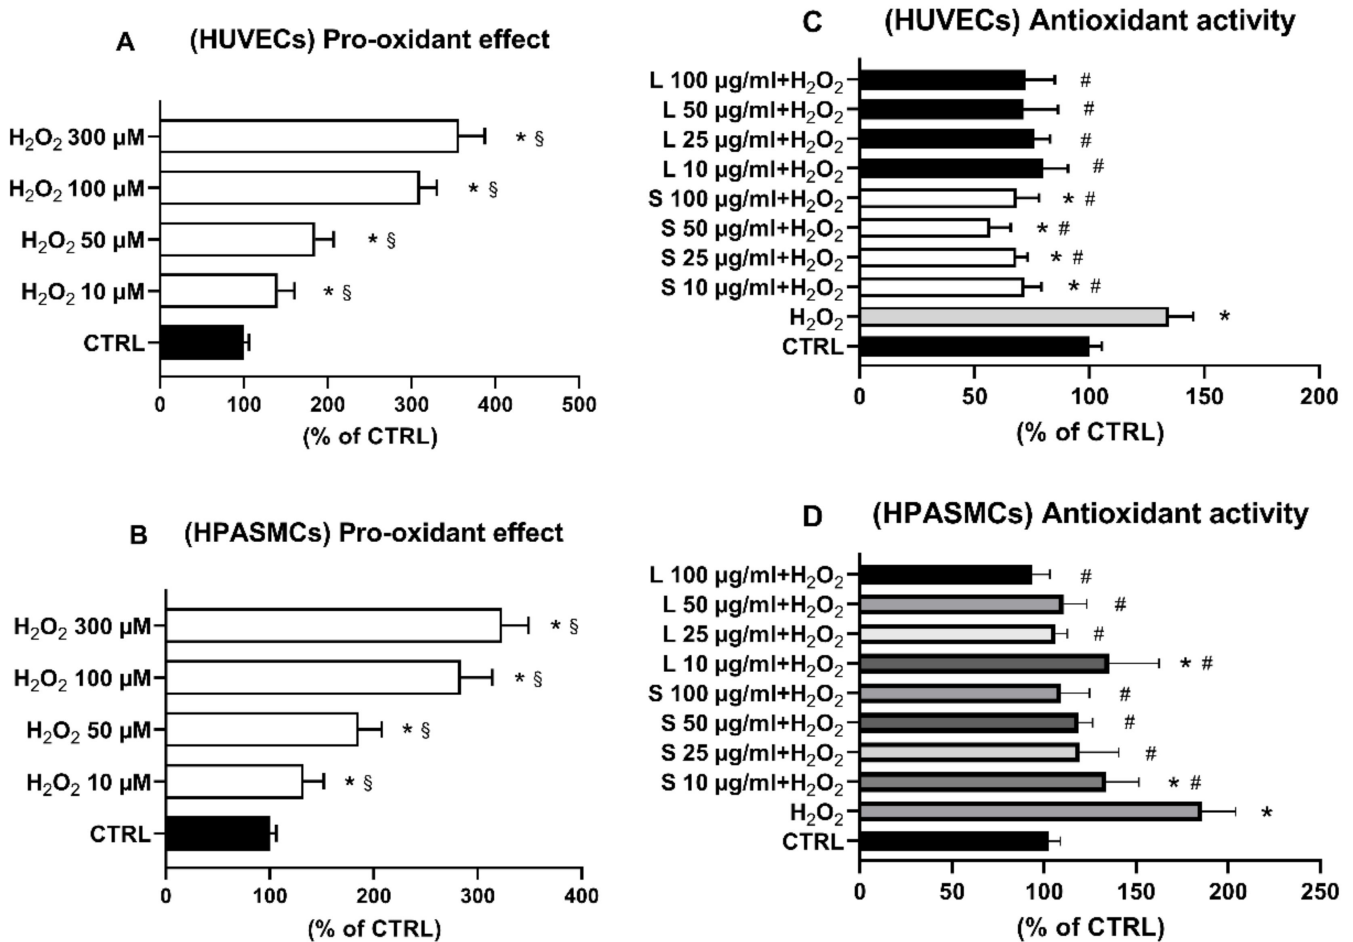 A (HUVECs) Pro-oxidant effect
H₂O₂ 300 µM * §
H₂O₂ 100 µM * §
H₂O₂ 50 µM * §
H₂O₂ 10 µM * §
CTRL
0 100 200 300 400 500
(% of CTRL)
B (HPASMCs) Pro-oxidant effect
H₂O₂ 300 µM * §
H₂O₂ 100 µM * §
H₂O₂ 50 µM * §
H₂O₂ 10 µM * §
CTRL
0 100 200 300 400
(% of CTRL)
C (HUVECs) Antioxidant activity
L 100 µg/ml+H₂O₂ #
L 50 µg/ml+H₂O₂ #
L 25 µg/ml+H₂O₂ #
L 10 µg/ml+H₂O₂ #
S 100 µg/ml+H₂O₂ * #
S 50 µg/ml+H₂O₂ * #
S 25 µg/ml+H₂O₂ * #
S 10 µg/ml+H₂O₂ * #
H₂O₂ *
CTRL
0 50 100 150 200
(% of CTRL)
D (HPASMCs) Antioxidant activity
L 100 µg/ml+H₂O₂ #
L 50 µg/ml+H₂O₂ #
L 25 µg/ml+H₂O₂ #
L 10 µg/ml+H₂O₂ * #
S 100 µg/ml+H₂O₂ #
S 50 µg/ml+H₂O₂ #
S 25 µg/ml+H₂O₂ #
S 10 µg/ml+H₂O₂ * #
H₂O₂ *
CTRL
0 50 100 150 200 250
(% of CTRL)